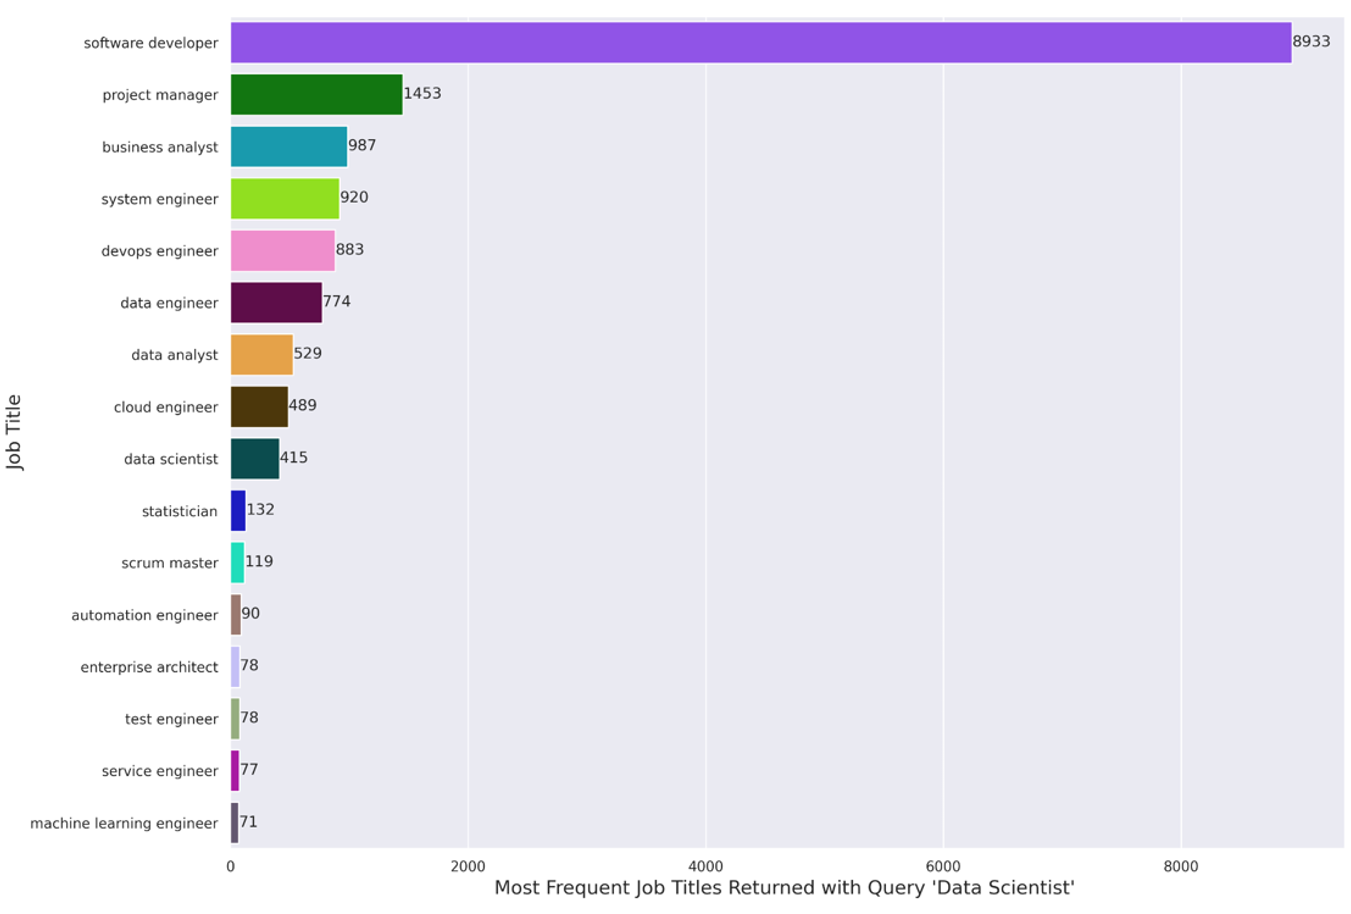 software developer 8933
project manager 1453
business analyst 987
system engineer 920
devops engineer 883
data engineer 774
data analyst 529
cloud engineer 489
data scientist 415
statistician 132
scrum master 119
automation engineer 90
enterprise architect 78
test engineer 78
service engineer 77
machine learning engineer 71
Job Title
0 2000 4000 6000 8000
Most Frequent Job Titles Returned with Query 'Data Scientist'